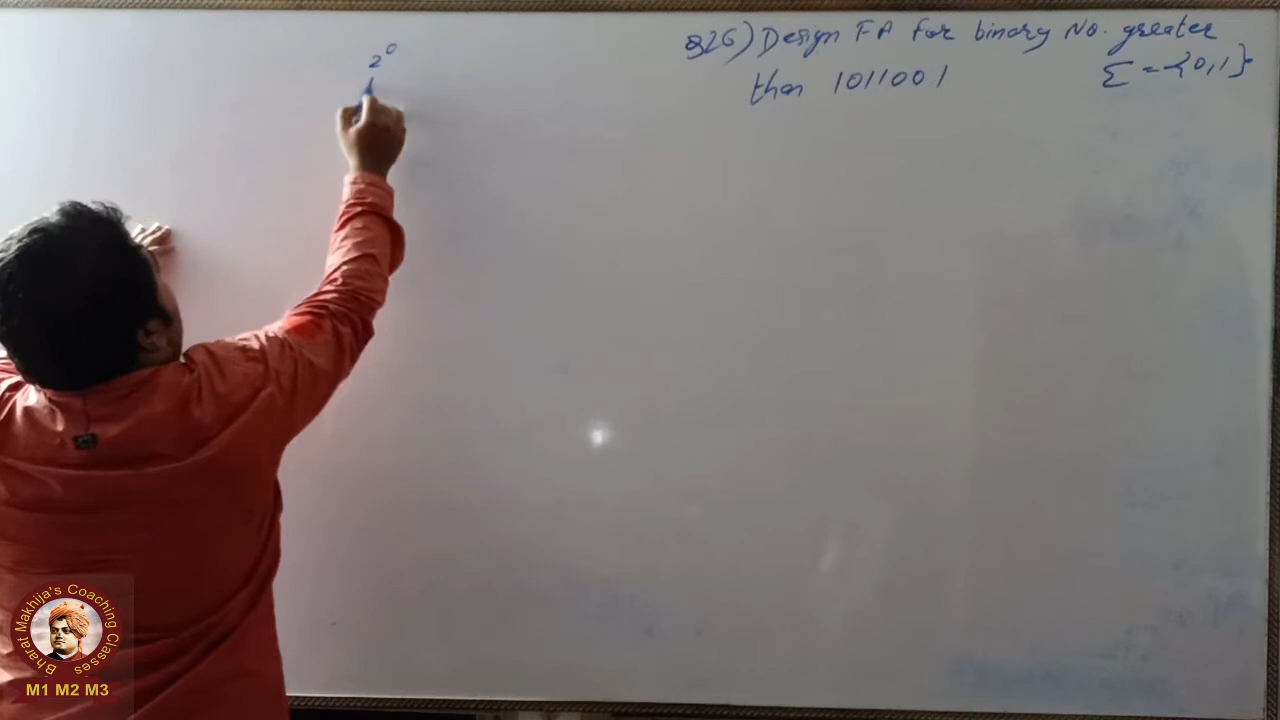 Q26) Design FA for binary No. greater
than 1011001
Σ = {0,1}
2⁰
1
Bharat Makhija's Coaching Classes
M1 M2 M3